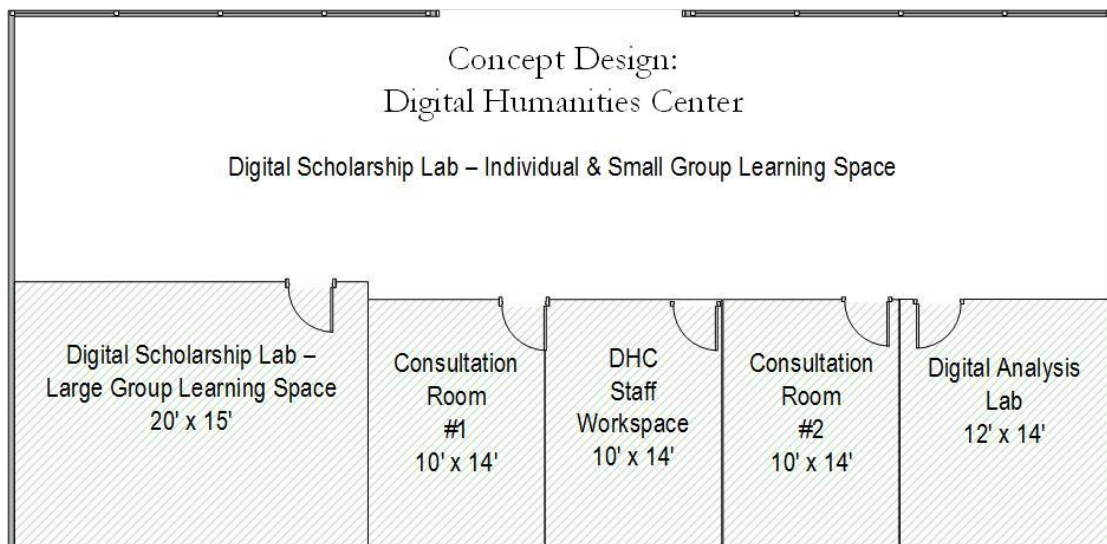 Concept Design:
Digital Humanities Center
Digital Scholarship Lab – Individual & Small Group Learning Space
Digital Scholarship Lab –
Large Group Learning Space
20' x 15'
Consultation
Room
#1
10' x 14'
DHC
Staff
Workspace
10' x 14'
Consultation
Room
#2
10' x 14'
Digital Analysis
Lab
12' x 14'